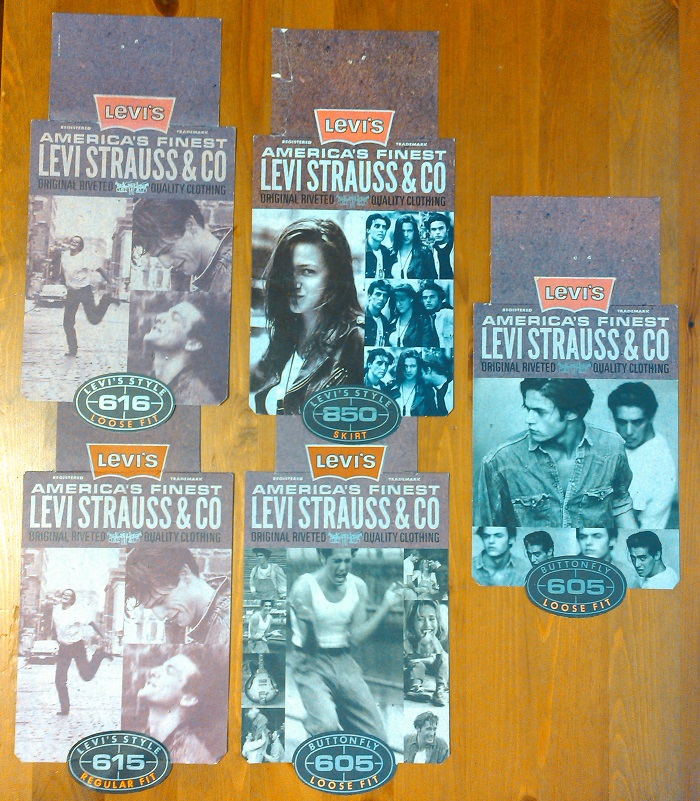 LEVI'S
REGISTERED TRADEMARK
AMERICA'S FINEST
LEVI STRAUSS & CO
ORIGINAL RIVETED QUALITY CLOTHING
LEVI'S STYLE
616
LOOSE FIT
LEVI'S
REGISTERED TRADEMARK
AMERICA'S FINEST
LEVI STRAUSS & CO
ORIGINAL RIVETED QUALITY CLOTHING
LEVI'S STYLE
850
SKIRT
LEVI'S
REGISTERED TRADEMARK
AMERICA'S FINEST
LEVI STRAUSS & CO
ORIGINAL RIVETED QUALITY CLOTHING
BUTTONFLY
605
LOOSE FIT
LEVI'S
REGISTERED TRADEMARK
AMERICA'S FINEST
LEVI STRAUSS & CO
ORIGINAL RIVETED QUALITY CLOTHING
LEVI'S STYLE
615
REGULAR FIT
LEVI'S
REGISTERED TRADEMARK
AMERICA'S FINEST
LEVI STRAUSS & CO
ORIGINAL RIVETED QUALITY CLOTHING
BUTTONFLY
605
LOOSE FIT